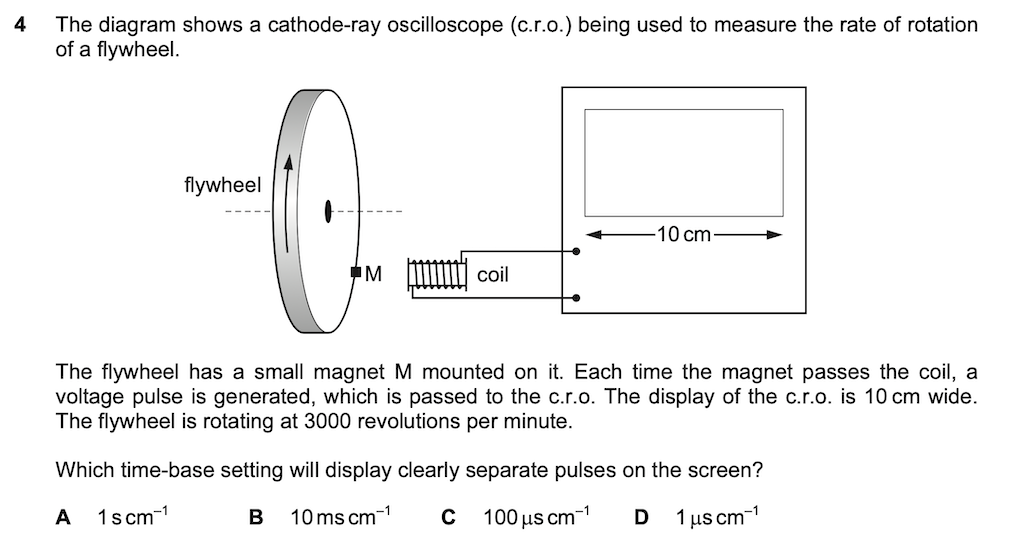 4 The diagram shows a cathode-ray oscilloscope (c.r.o.) being used to measure the rate of rotation
of a flywheel.
flywheel
10 cm
M
coil
The flywheel has a small magnet M mounted on it. Each time the magnet passes the coil, a
voltage pulse is generated, which is passed to the c.r.o. The display of the c.r.o. is 10 cm wide.
The flywheel is rotating at 3000 revolutions per minute.
Which time-base setting will display clearly separate pulses on the screen?
A 1 s cm⁻¹ B 10 ms cm⁻¹ C 100 μs cm⁻¹ D 1 μs cm⁻¹